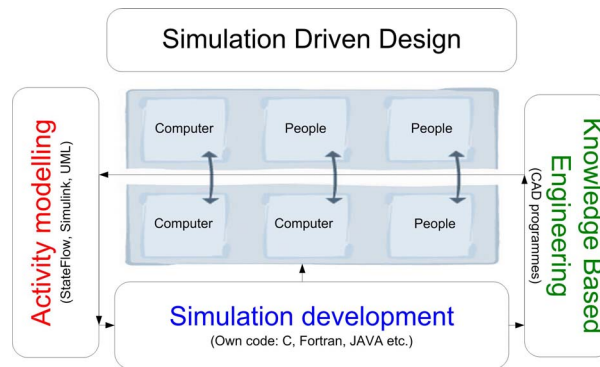 Simulation Driven Design
Activity modelling
(StateFlow, Simulink, UML)
Computer
People
People
Computer
Computer
People
Knowledge Based
Engineering
(CAD programmes)
Simulation development
(Own code: C, Fortran, JAVA etc.)